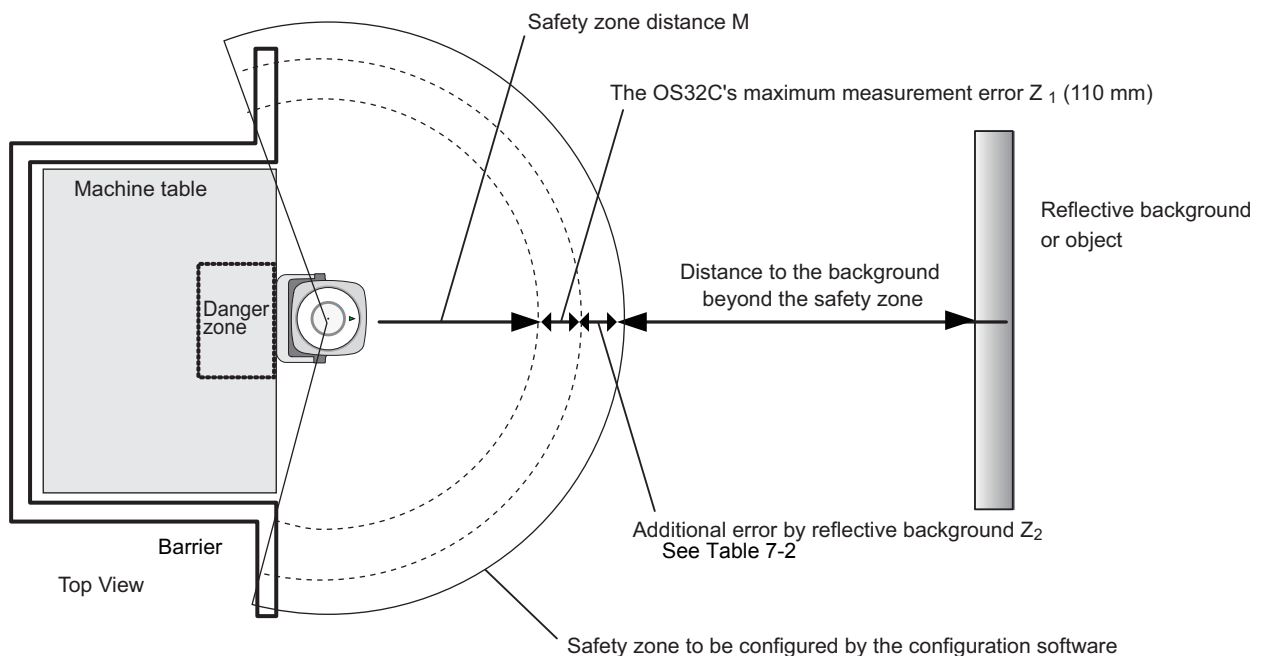 Safety zone distance M
The OS32C's maximum measurement error Z 1 (110 mm)
Machine table
Reflective background
or object
Distance to the background
beyond the safety zone
Danger
zone
Additional error by reflective background Z2
See Table 7-2
Barrier
Top View
Safety zone to be configured by the configuration software